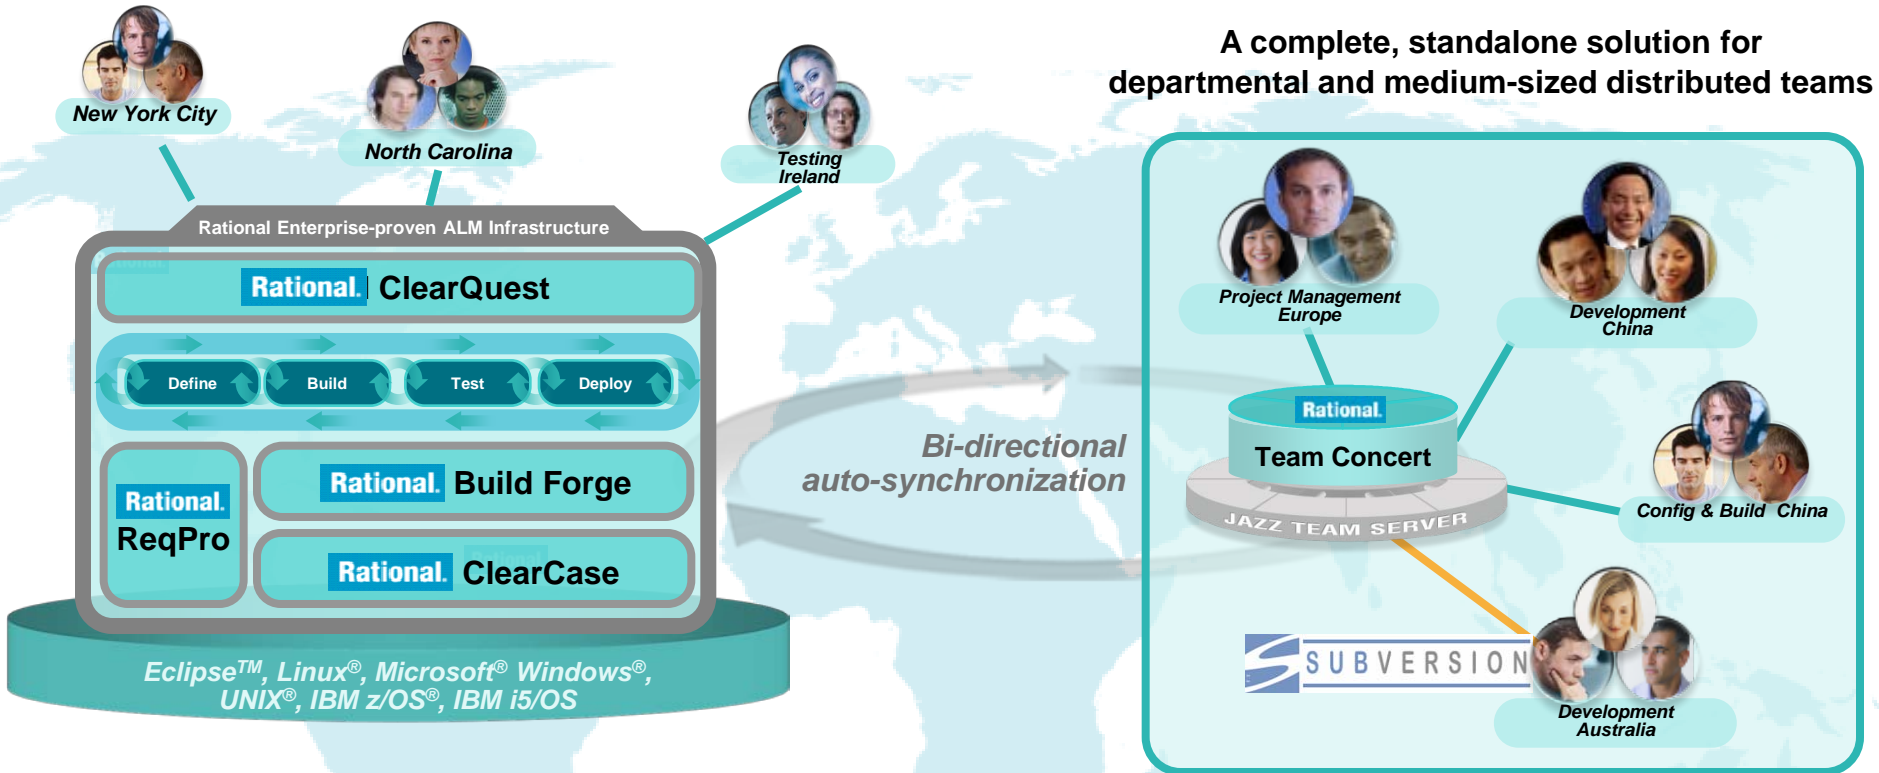 A complete, standalone solution for
departmental and medium-sized distributed teams
New York City
North Carolina
Testing
Ireland
Rational Enterprise-proven ALM Infrastructure
Rational. ClearQuest
Define
Build
Test
Deploy
Rational.
ReqPro
Rational. Build Forge
Rational. ClearCase
Eclipse™, Linux®, Microsoft® Windows®,
UNIX®, IBM z/OS®, IBM i5/OS
Bi-directional
auto-synchronization
Project Management
Europe
Development
China
Rational.
Team Concert
JAZZ TEAM SERVER
Config & Build China
SUBVERSION
Development
Australia